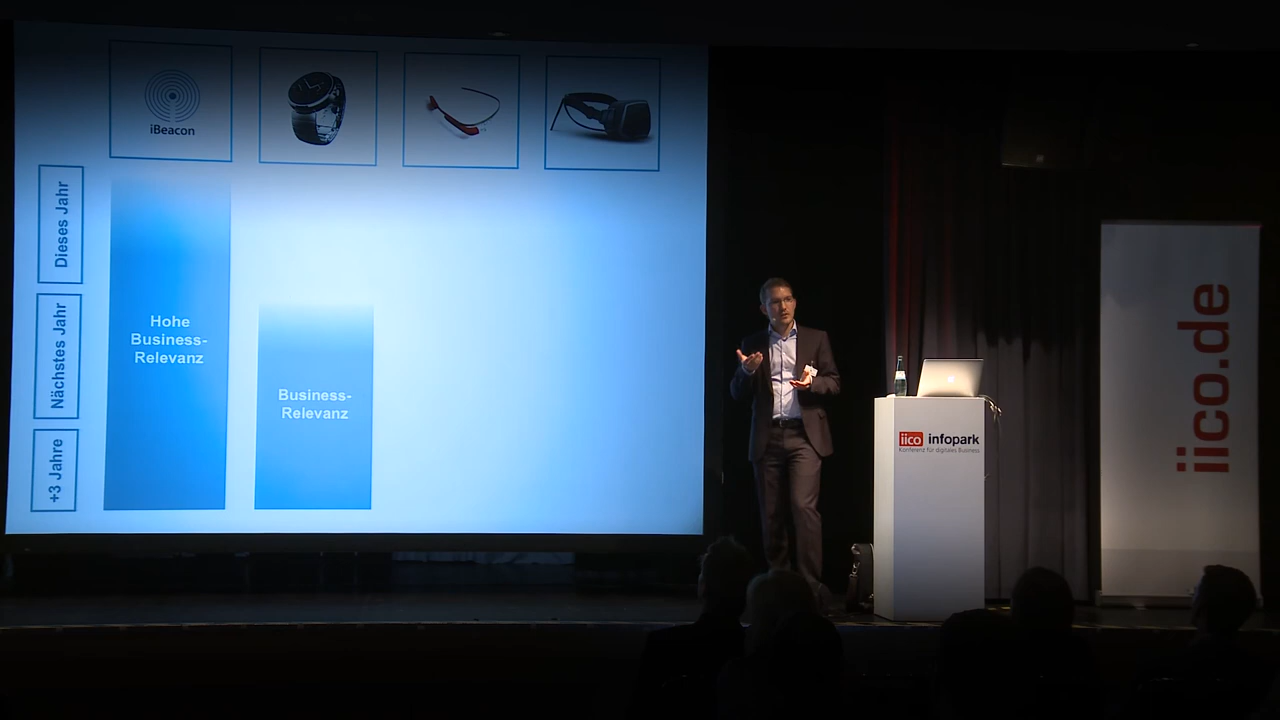 iBeacon
Dieses Jahr
Nächstes Jahr
+3 Jahre
Hohe
Business-
Relevanz
Business-
Relevanz
iico infopark
Konferenz für digitales Business
iico.de